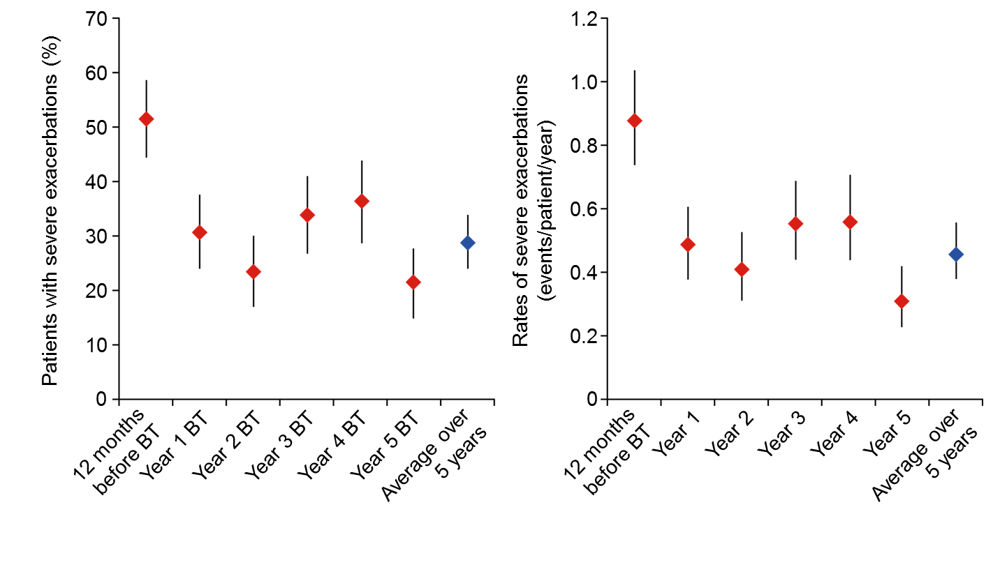 Patients with severe exacerbations (%)
70
60
50
40
30
20
10
0
12 months
before BT
Year 1 BT
Year 2 BT
Year 3 BT
Year 4 BT
Year 5 BT
Average over
5 years
Rates of severe exacerbations
(events/patient/year)
1.2
1.0
0.8
0.6
0.4
0.2
0
12 months
before BT
Year 1
Year 2
Year 3
Year 4
Year 5
Average over
5 years